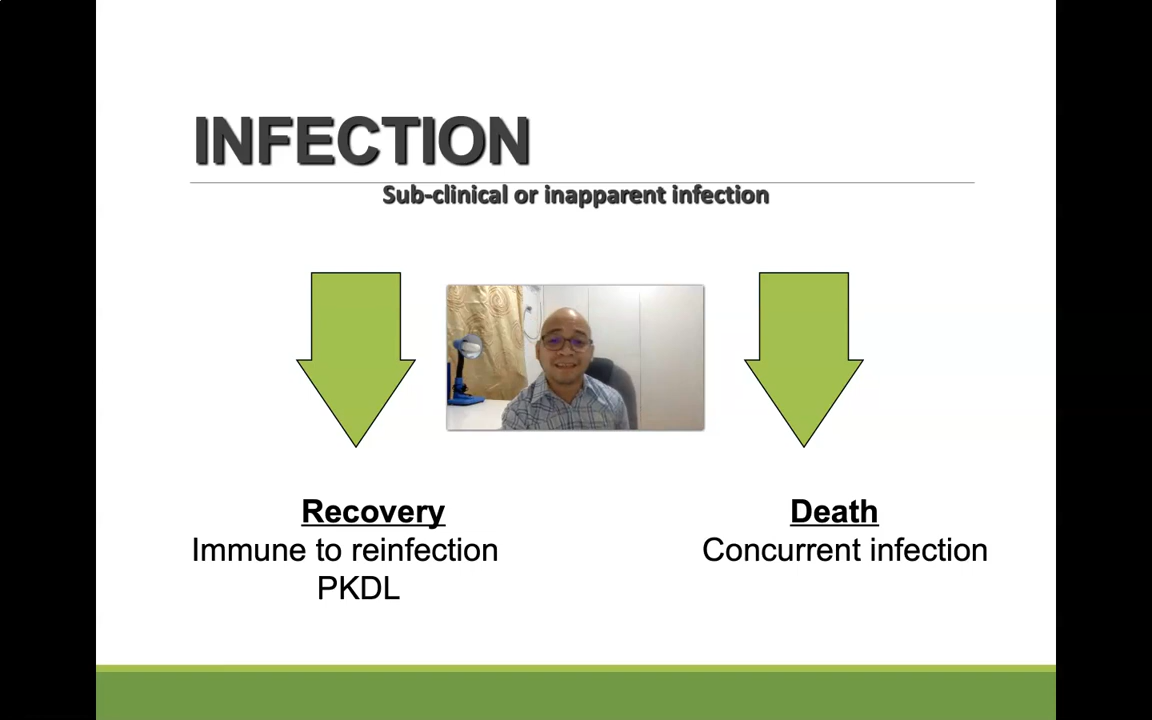 INFECTION
Sub-clinical or inapparent infection
Recovery
Immune to reinfection
PKDL
Death
Concurrent infection